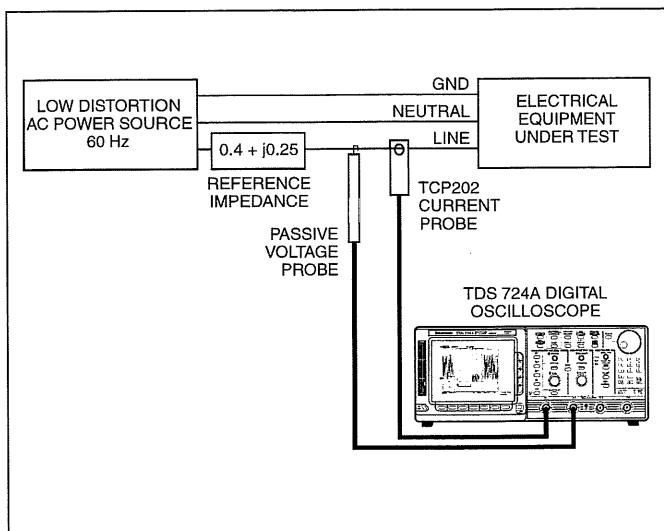 GND
LOW DISTORTION
AC POWER SOURCE
60 Hz
NEUTRAL
LINE
ELECTRICAL
EQUIPMENT
UNDER TEST
0.4 + j0.25
REFERENCE
IMPEDANCE
TCP202
CURRENT
PROBE
PASSIVE
VOLTAGE
PROBE
TDS 724A DIGITAL
OSCILLOSCOPE